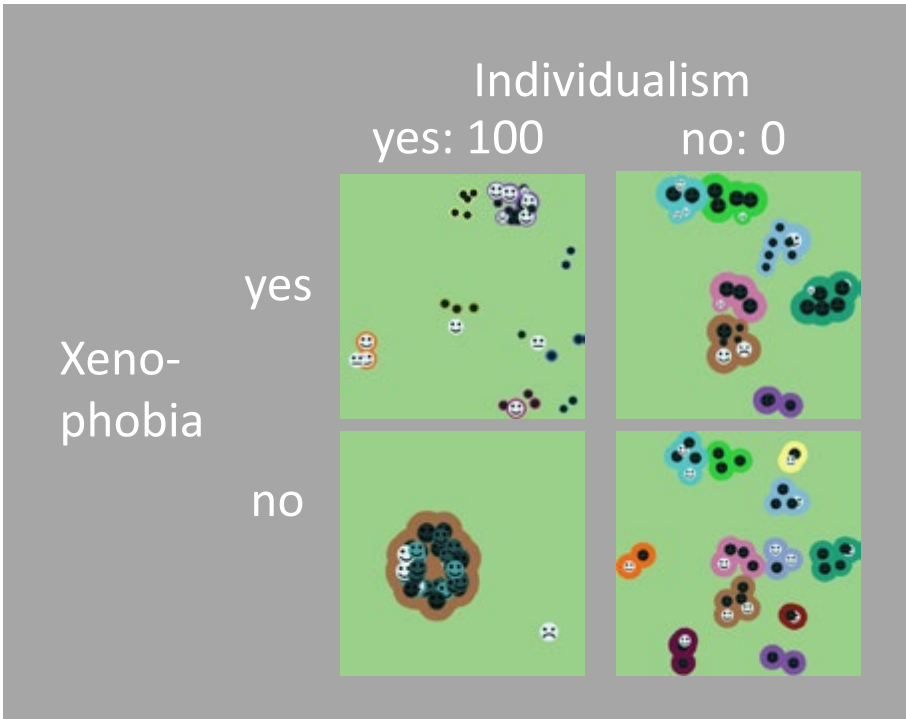 Individualism
yes: 100 no: 0
yes
Xeno-
phobia
no